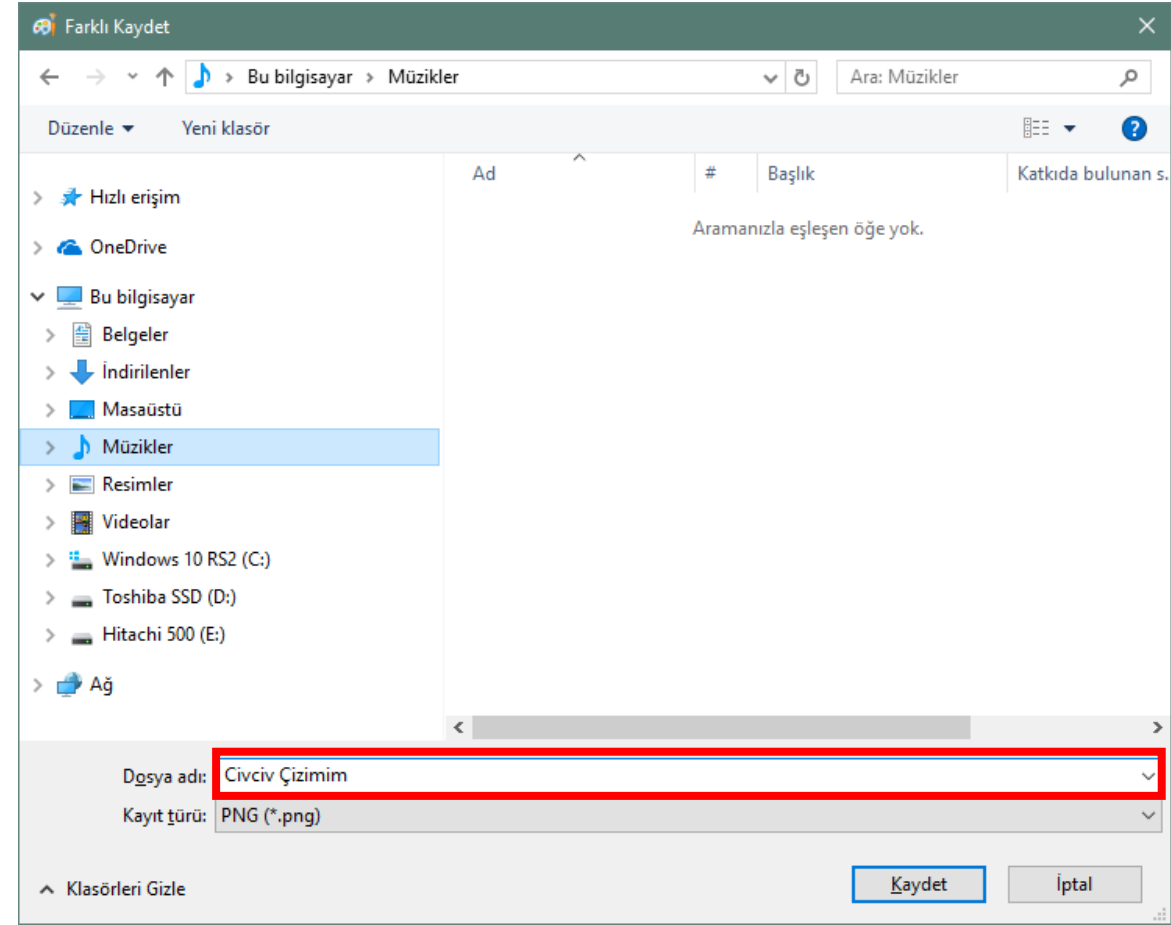 Farklı Kaydet
Bu bilgisayar > Müzikler
Ara: Müzikler
Düzenle
Yeni klasör
Ad
#
Başlık
Katkıda bulunan s.
Aramanızla eşleşen öğe yok.
Hızlı erişim
OneDrive
Bu bilgisayar
Belgeler
İndirilenler
Masaüstü
Müzikler
Resimler
Videolar
Windows 10 RS2 (C:)
Toshiba SSD (D:)
Hitachi 500 (E:)
Ağ
Dosya adı: Civciv Çizimim
Kayıt türü: PNG (*.png)
Klasörleri Gizle
Kaydet
İptal